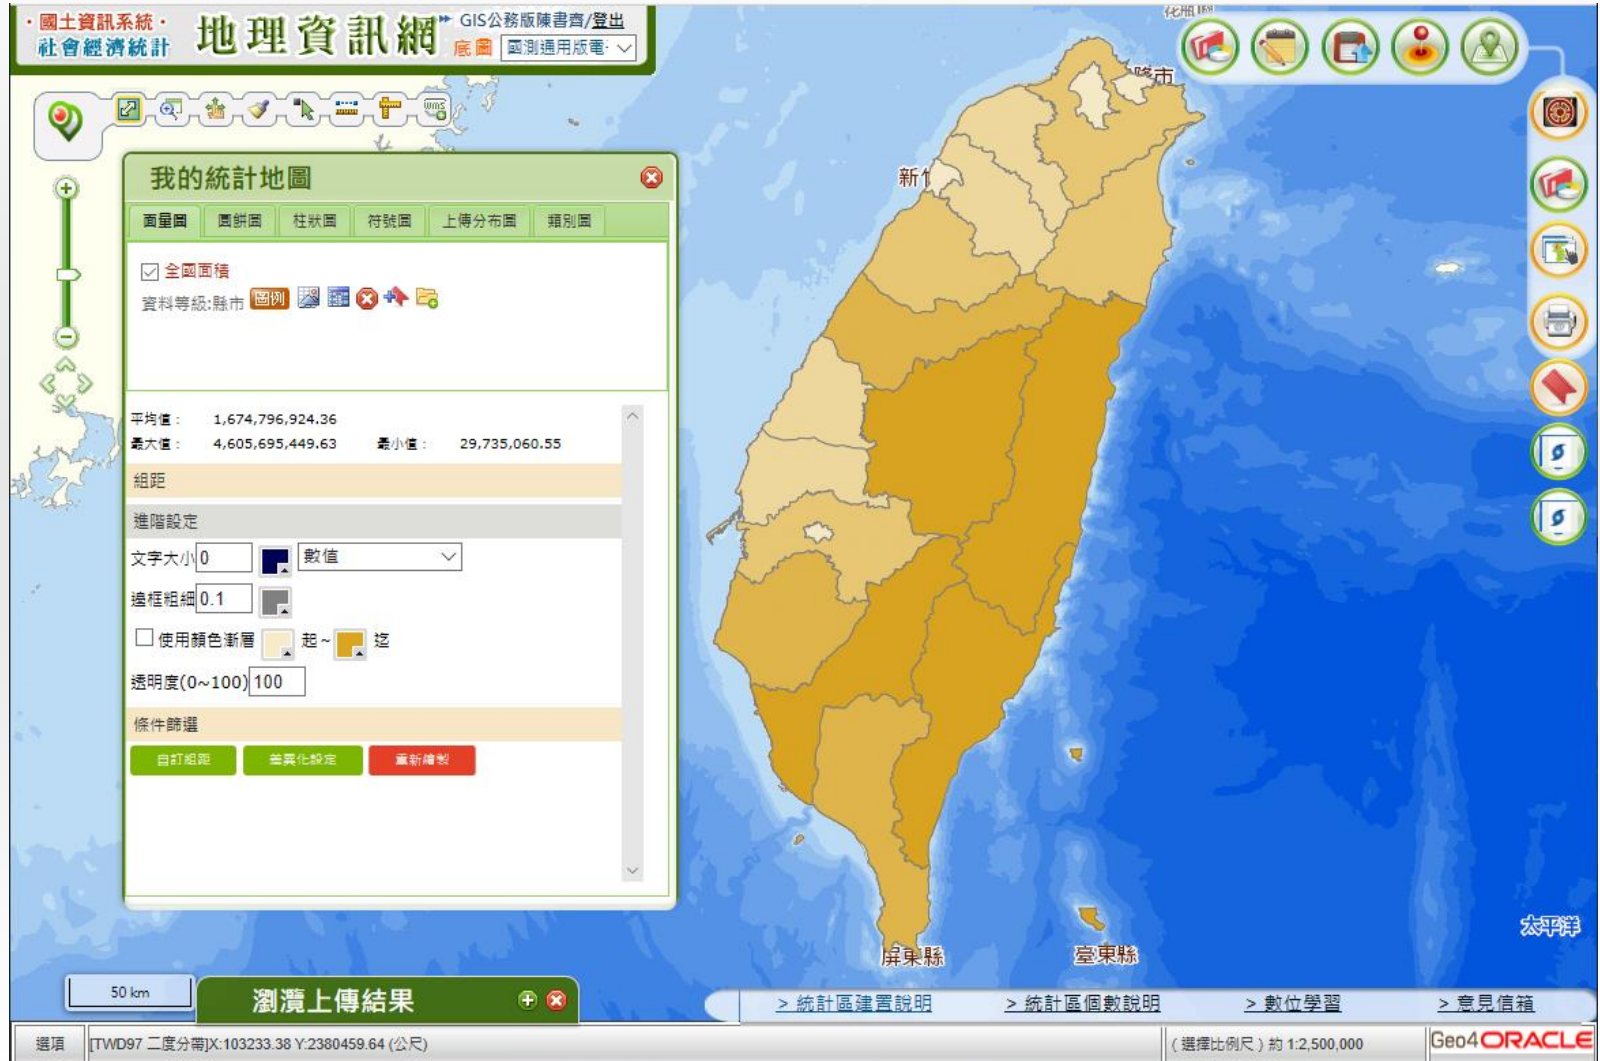 ‧國土資訊系統‧
社會經濟統計
地理資訊網
GIS公務版陳書齊/登出
底圖 國測通用版電
我的統計地圖
面量圖 圓餅圖 柱狀圖 符號圖 上傳分布圖 類別圖
全國面積
資料等級:縣市 圖例
平均值： 1,674,796,924.36
最大值： 4,605,695,449.63 最小值： 29,735,060.55
組距
進階設定
文字大小 0 數值
邊框粗細 0.1
使用顏色漸層 起~ 迄
透明度(0~100) 100
條件篩選
自訂組距 差異化設定 重新繪製
新竹
隆市
屏東縣
臺東縣
太平洋
50 km
瀏灠上傳結果
> 統計區建置說明 > 統計區個數說明 > 數位學習 > 意見信箱
選項 [TWD97 二度分帶]X:103233.38 Y:2380459.64 (公尺)
（選擇比例尺）約 1:2,500,000
Geo4ORACLE